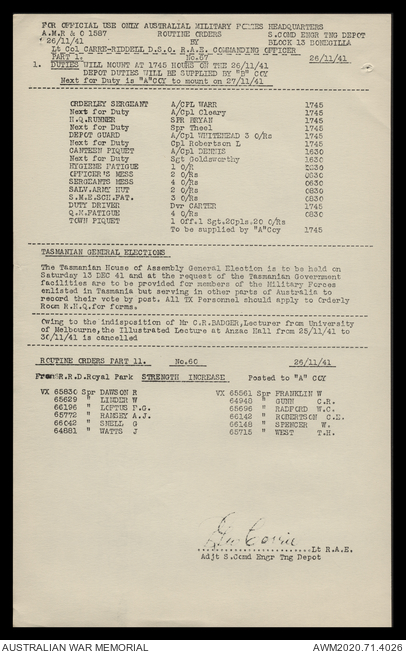 FOR OFFICIAL USE ONLY AUSTRALIAN MILITARY FORCES HEADQUARTERS
A.M.R & O 1587 ROUTINE ORDERS S.COMD ENGR TNG DEPOT
26/11/41 BY BLOCK 13 BONEGILLA
Lt Col CARRE-RIDDELL D.S.O. R.A.E. COMMANDING OFFICER
PART 1. No.67 26/11/41
1. DUTIES WILL MOUNT AT 1745 HOURS ON THE 26/11/41
DEPOT DUTIES WILL BE SUPPLIED BY "B" COY
Next for Duty is "A"COY to mount on 27/11/41
ORDERLEY SERGEANT A/CPL WARR 1745
Next for Duty A/Cpl Cleary 1745
H.Q.RUNNER SPR BRYAN 1745
Next for Duty Spr Theel 1745
DEPOT GUARD A/Cpl WHITEHEAD 3 O/Rs 1745
Next for Duty Cpl Robertson L 1745
CANTEEN PIQUET A/Cpl DENNIS 1630
Next for Duty Sgt Goldsworthy 1630
HYGIENE FATIGUE 1 O/R 0630
OFFICER'S MESS 2 O/Rs 0630
SERGEANTS MESS 4 O/Rs 0630
SALV.ARMY HUT 2 O/Rs 0830
S.M.E.SCH.FAT. 3 O/Rs 0830
DUTY DRIVER Dvr CARTER 1745
Q.M.FATIGUE 4 O/Rs 0830
TOWN PIQUET 1 Off.1 Sgt.2Cpls.20 O/Rs
To be supplied by "A"Coy 1745
TASMANIAN GENERAL ELECTIONS
The Tasmanian House of Assembly General Election is to be held on
Saturday 13 DEC 41 and at the request of the Tasmanian Government
facilities are to be provided for members of the Military Forces
enlisted in Tasmania but serving in other parts of Australia to
record their vote by post. All TX Personnel should apply to Orderly
Room N.H.Q.for forms.
Owing to the indisposition of Mr C.R.BADGER,Lecturer from University
of Melbourne,the Illustrated Lecture at Anzac Hall from 25/11/41 to
30/11/41 is cancelled
ROUTINE ORDERS PART 11. No.60 26/11/41
From R.R.D.Royal Park STRENGTH INCREASE Posted to "A" COY
VX 65630 Spr DAWSON R VX 65561 Spr FRANKLIN W
65629 " LINDER W 64948 " GUNN C.R.
66196 " LOFTUS F.G. 65696 " RADFORD W.C.
65772 " RAMSEY A.J. 66142 " ROBERTSON C.E.
66042 " SNELL G 66148 " SPENCER W.
64881 " WATTS J 65715 " WEST T.H.
Lt R.A.E.
Adjt S.Comd Engr Tng Depot
AUSTRALIAN WAR MEMORIAL AWM2020.71.4026